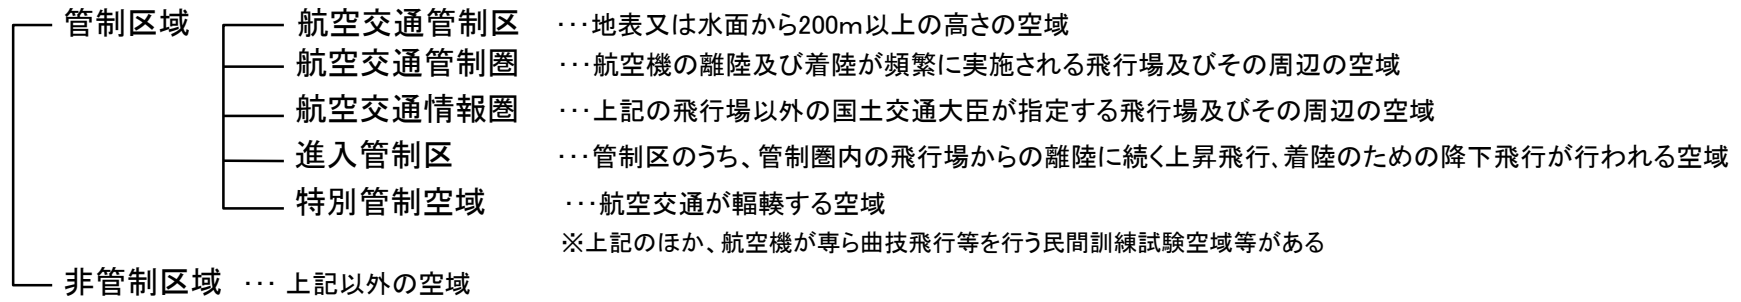 管制区域 航空交通管制区 ･･･地表又は水面から200ｍ以上の高さの空域
航空交通管制圏 ･･･航空機の離陸及び着陸が頻繁に実施される飛行場及びその周辺の空域
航空交通情報圏 ･･･上記の飛行場以外の国土交通大臣が指定する飛行場及びその周辺の空域
進入管制区 ･･･管制区のうち、管制圏内の飛行場からの離陸に続く上昇飛行､着陸のための降下飛行が行われる空域
特別管制空域 ･･･航空交通が輻輳する空域
※上記のほか、航空機が専ら曲技飛行等を行う民間訓練試験空域等がある
非管制区域 ･･･ 上記以外の空域